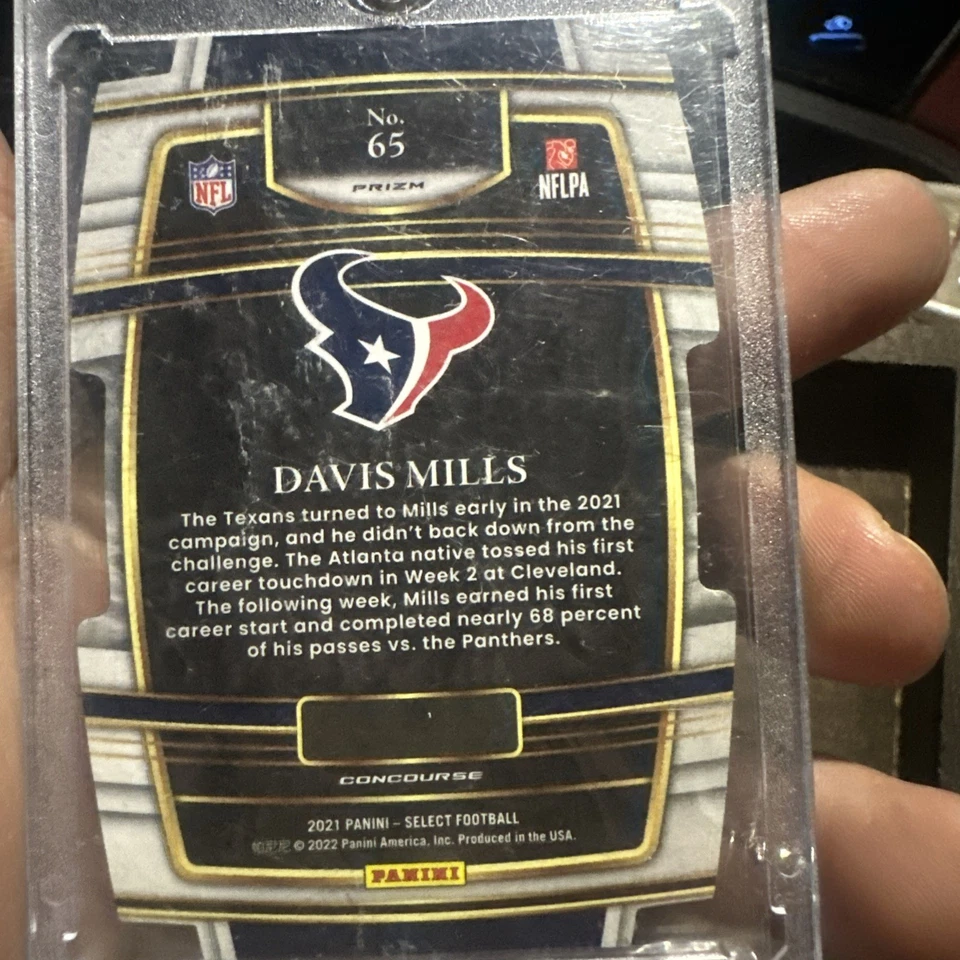 No.
65
PRIZM
NFL
NFLPA
DAVIS MILLS
The Texans turned to Mills early in the 2021
campaign, and he didn't back down from the
challenge. The Atlanta native tossed his first
career touchdown in Week 2 at Cleveland.
The following week, Mills earned his first
career start and completed nearly 68 percent
of his passes vs. the Panthers.
CONCOURSE
2021 PANINI – SELECT FOOTBALL
© 2022 Panini America, Inc. Produced in the USA.
PANINI